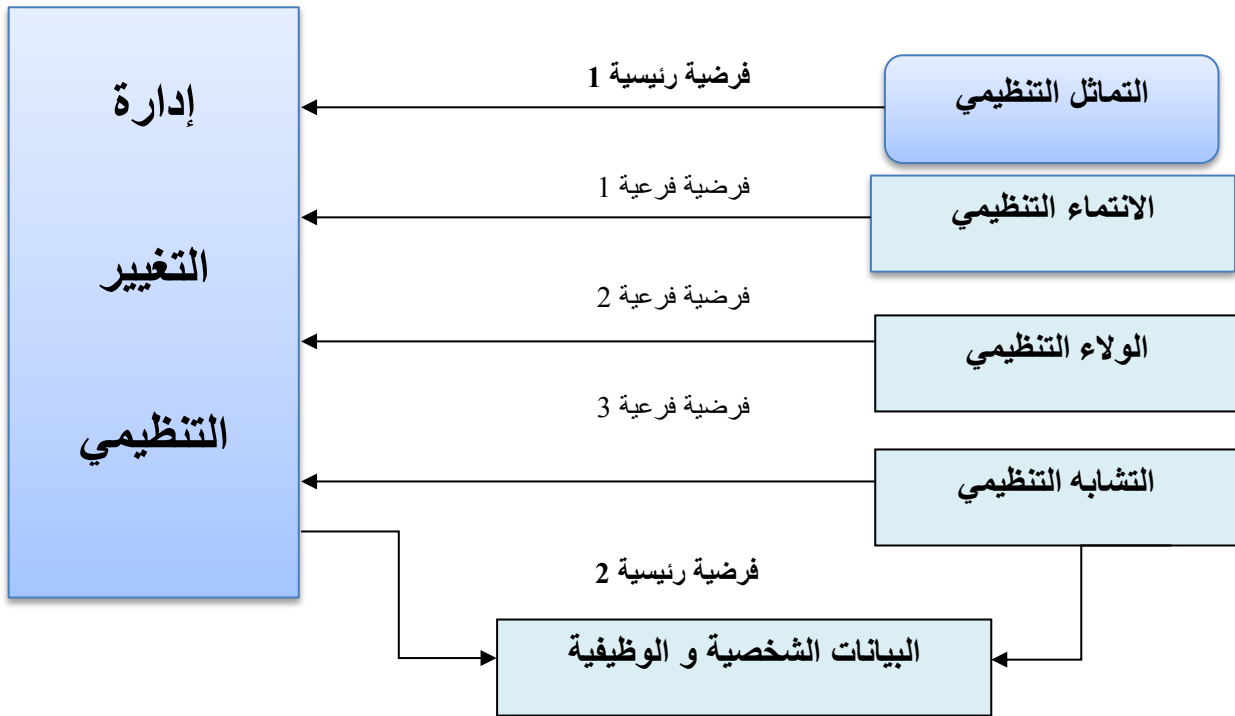 التماثل التنظيمي
فرضية رئيسية 1
إدارة
التغيير
التنظيمي
الانتماء التنظيمي
فرضية فرعية 1
الولاء التنظيمي
فرضية فرعية 2
التشابه التنظيمي
فرضية فرعية 3
فرضية رئيسية 2
البيانات الشخصية و الوظيفية